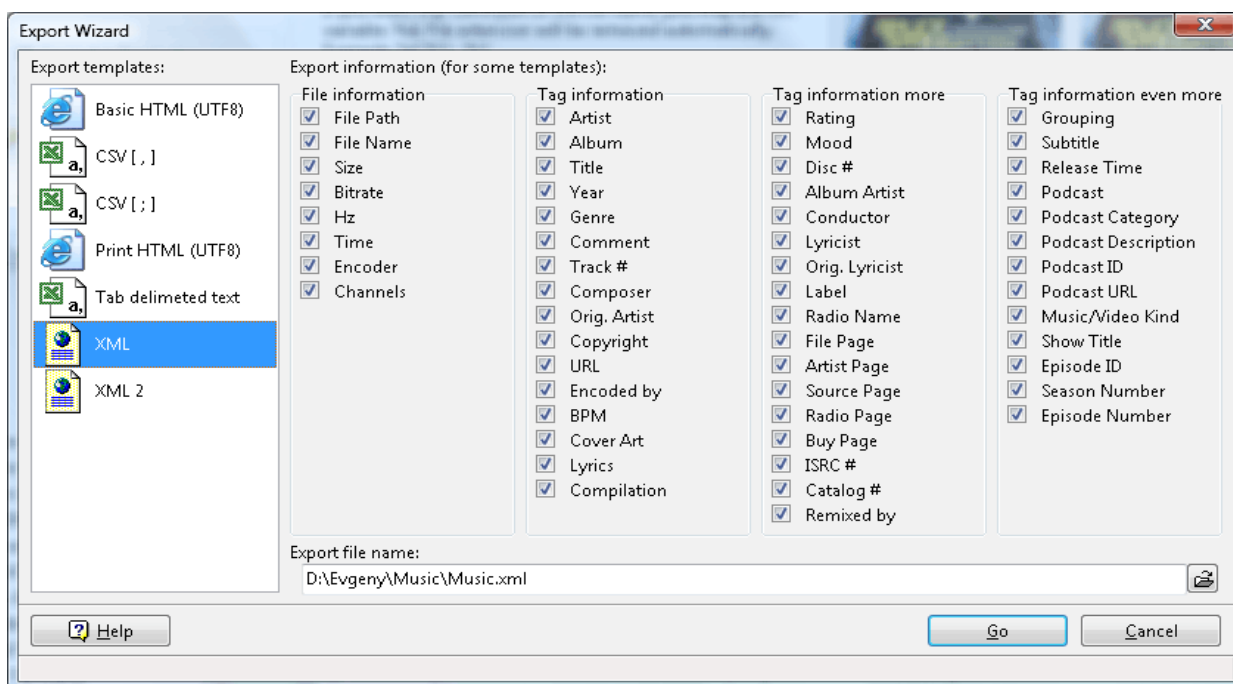 Export Wizard
Export templates:
Basic HTML (UTF8)
CSV [ , ]
CSV [ ; ]
Print HTML (UTF8)
Tab delimeted text
XML
XML 2
Export information (for some templates):
File information
File Path
File Name
Size
Bitrate
Hz
Time
Encoder
Channels
Tag information
Artist
Album
Title
Year
Genre
Comment
Track #
Composer
Orig. Artist
Copyright
URL
Encoded by
BPM
Cover Art
Lyrics
Compilation
Tag information more
Rating
Mood
Disc #
Album Artist
Conductor
Lyricist
Orig. Lyricist
Label
Radio Name
File Page
Artist Page
Source Page
Radio Page
Buy Page
ISRC #
Catalog #
Remixed by
Tag information even more
Grouping
Subtitle
Release Time
Podcast
Podcast Category
Podcast Description
Podcast ID
Podcast URL
Music/Video Kind
Show Title
Episode ID
Season Number
Episode Number
Export file name:
D:\Evgeny\Music\Music.xml
Help
Go
Cancel